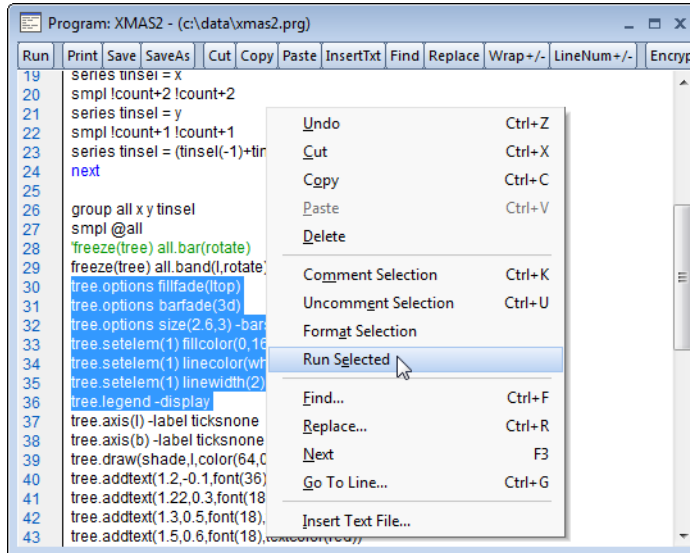 Program: XMAS2 - (c:\data\xmas2.prg)
Run Print Save SaveAs Cut Copy Paste InsertTxt Find Replace Wrap+/- LineNum+/- Encryp
19 series tinsel = x
20 smpl !count+2 !count+2
21 series tinsel = y
22 smpl !count+1 !count+1
23 series tinsel = (tinsel(-1)+tin
24 next
25
26 group all x y tinsel
27 smpl @all
28 'freeze(tree) all.bar(rotate)
29 freeze(tree) all.band(l,rotate)
30 tree.options fillfade(ltop)
31 tree.options barfade(3d)
32 tree.options size(2.6,3) -bars
33 tree.setelem(1) fillcolor(0,16
34 tree.setelem(1) linecolor(wh
35 tree.setelem(1) linewidth(2)
36 tree.legend -display
37 tree.axis(l) -label ticksnone
38 tree.axis(b) -label ticksnone
39 tree.draw(shade,l,color(64,0
40 tree.addtext(1.2,-0.1,font(36)
41 tree.addtext(1.22,0.3,font(18
42 tree.addtext(1.3,0.5,font(18),
43 tree.addtext(1.5,0.6,font(18),textcolor(red))
Undo Ctrl+Z
Cut Ctrl+X
Copy Ctrl+C
Paste Ctrl+V
Delete
Comment Selection Ctrl+K
Uncomment Selection Ctrl+U
Format Selection
Run Selected
Find... Ctrl+F
Replace... Ctrl+R
Next F3
Go To Line... Ctrl+G
Insert Text File...